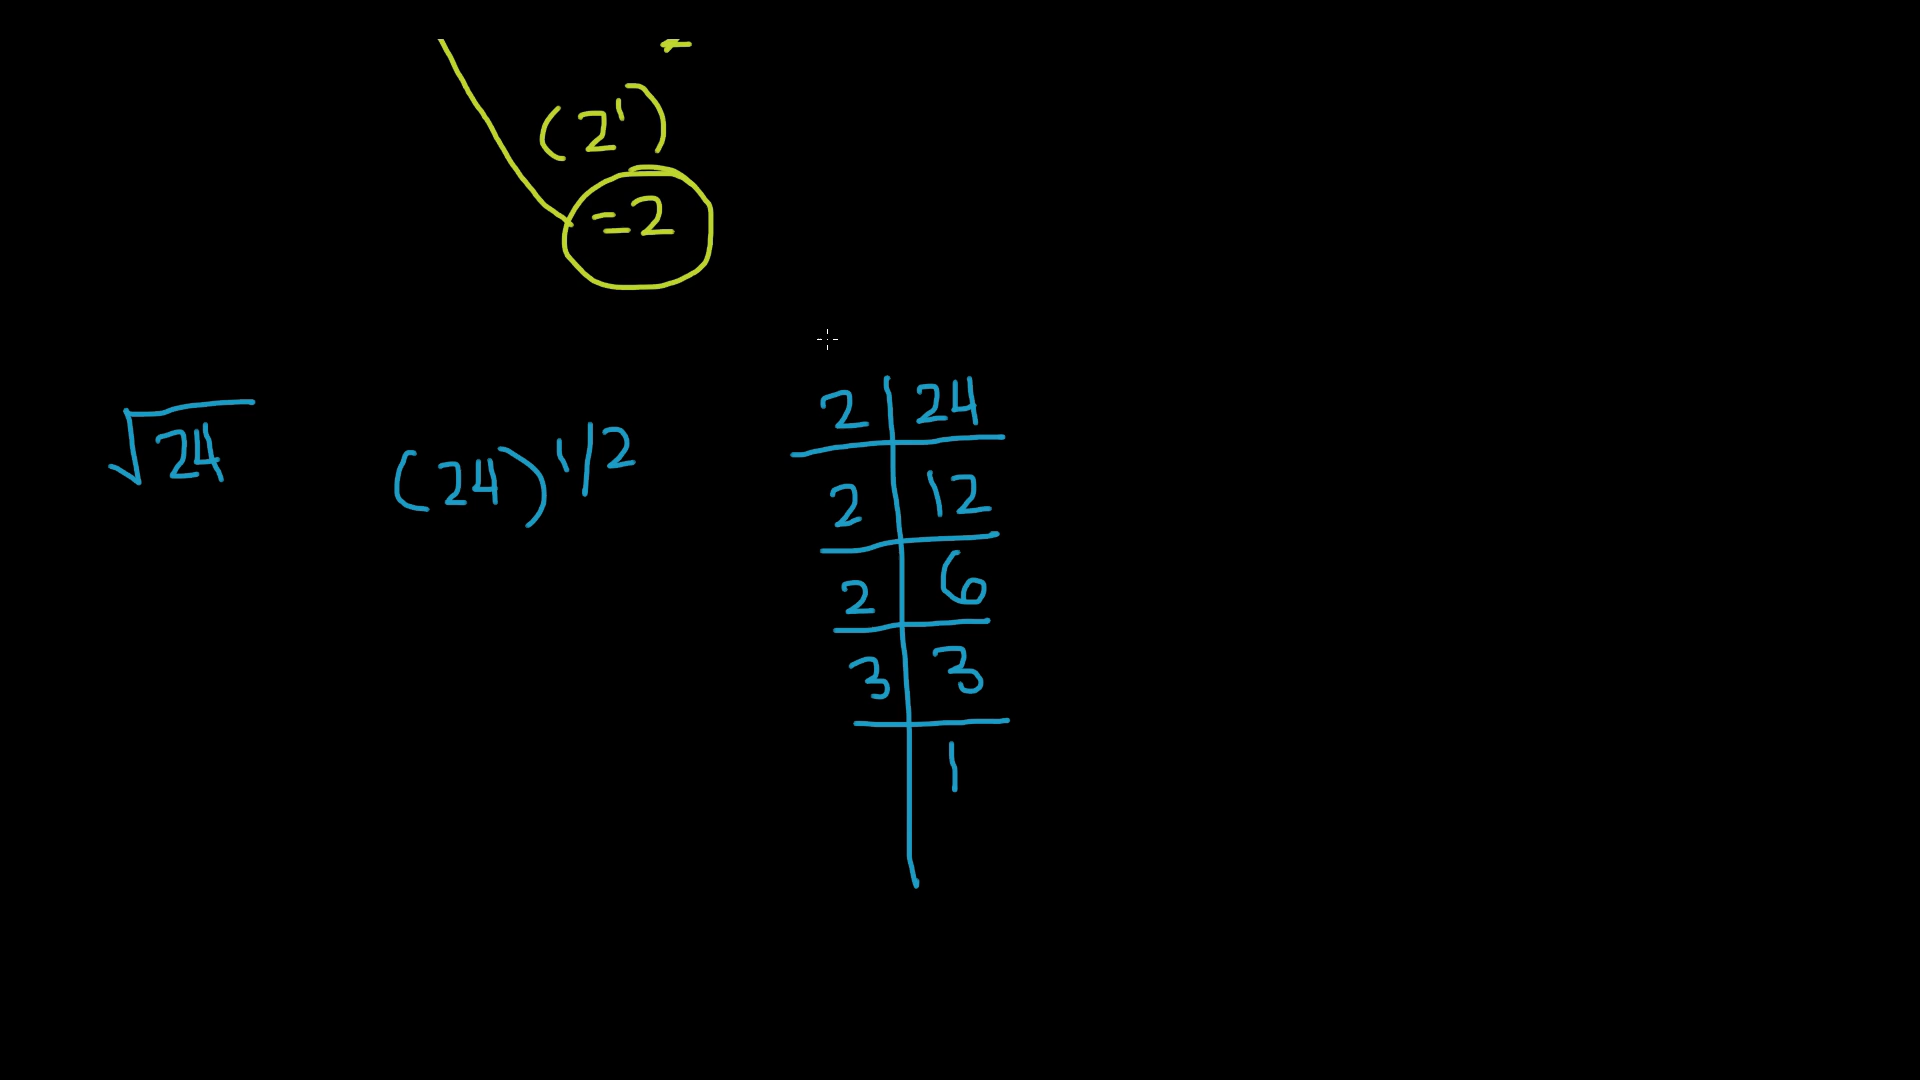 (2¹)
=2
√24
(24)^1/2
2 | 24
2 | 12
2 | 6
3 | 3
1